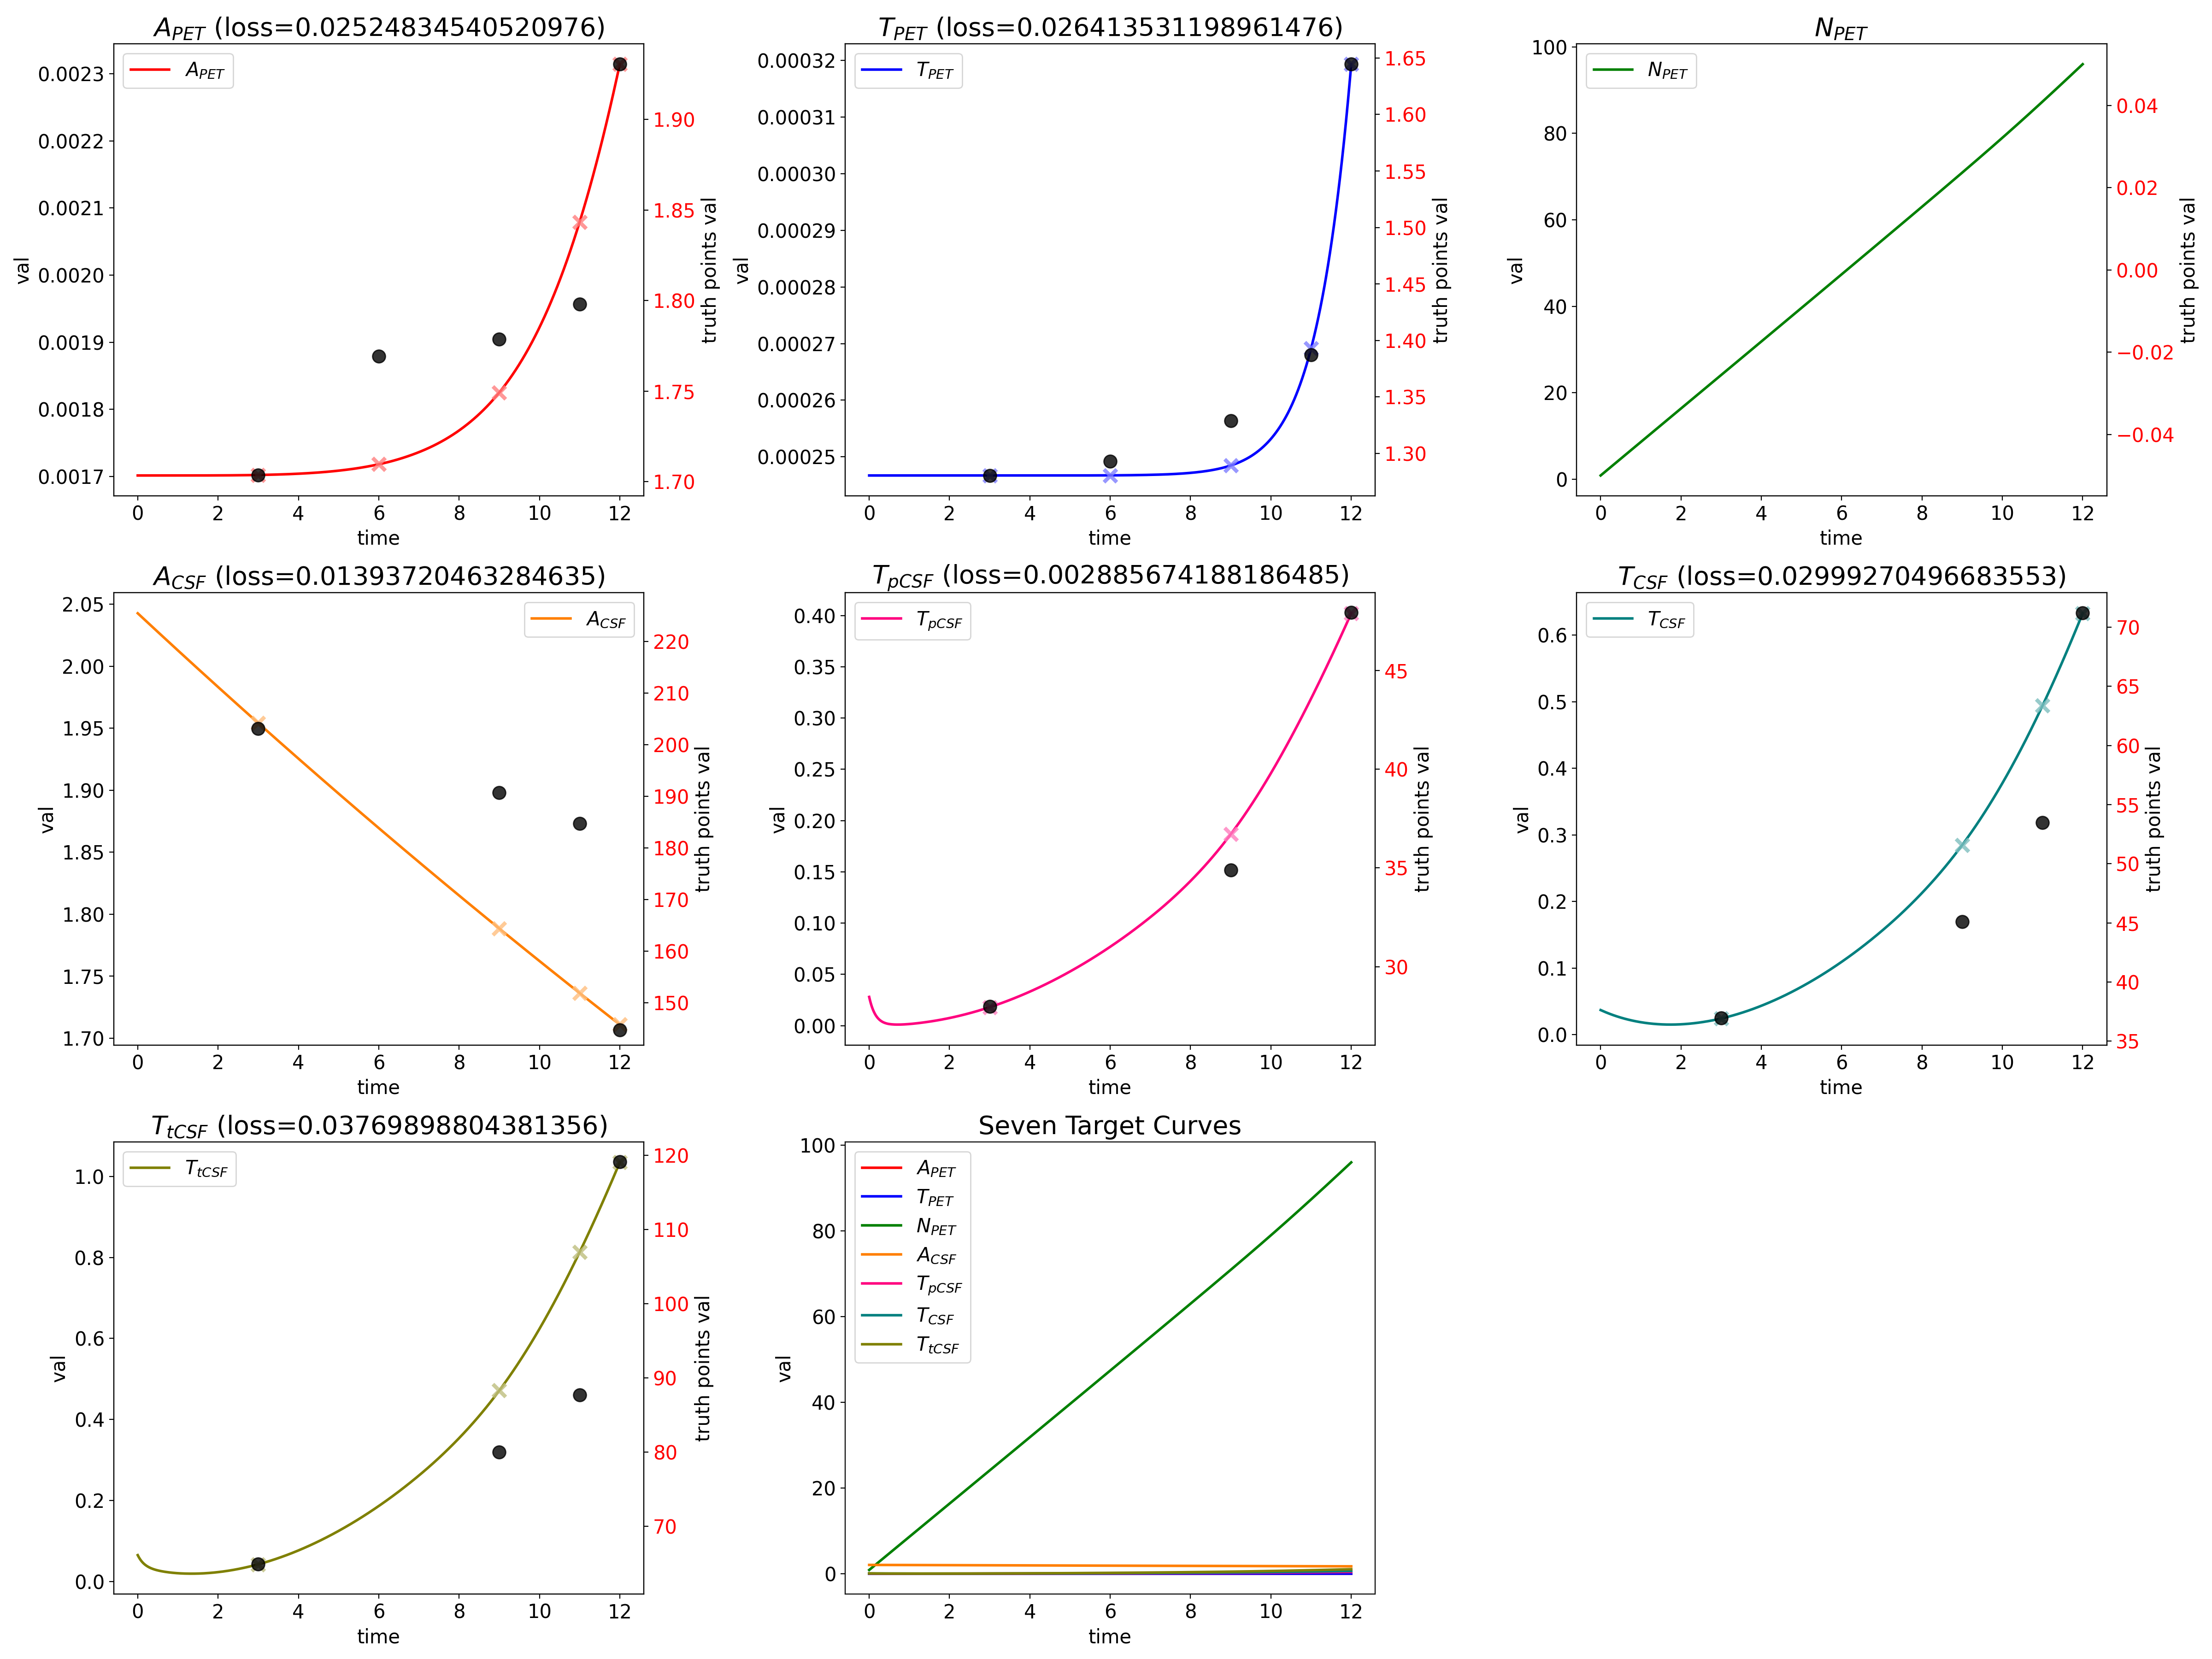 A_PET (loss=0.02524834540520976)
A_PET
0.0023
0.0022
0.0021
0.0020
0.0019
0.0018
0.0017
val
1.90
1.85
1.80
1.75
1.70
truth points val
0 2 4 6 8 10 12
time
T_PET (loss=0.026413531198961476)
T_PET
0.00032
0.00031
0.00030
0.00029
0.00028
0.00027
0.00026
0.00025
val
1.65
1.60
1.55
1.50
1.45
1.40
1.35
1.30
truth points val
0 2 4 6 8 10 12
time
N_PET
N_PET
100
80
60
40
20
0
val
0.04
0.02
0.00
−0.02
−0.04
truth points val
0 2 4 6 8 10 12
time
A_CSF (loss=0.01393720463284635)
A_CSF
2.05
2.00
1.95
1.90
1.85
1.80
1.75
1.70
val
220
210
200
190
180
170
160
150
truth points val
0 2 4 6 8 10 12
time
T_pCSF (loss=0.002885674188186485)
T_pCSF
0.40
0.35
0.30
0.25
0.20
0.15
0.10
0.05
0.00
val
45
40
35
30
truth points val
0 2 4 6 8 10 12
time
T_CSF (loss=0.02999270496683553)
T_CSF
0.6
0.5
0.4
0.3
0.2
0.1
0.0
val
70
65
60
55
50
45
40
35
truth points val
0 2 4 6 8 10 12
time
T_tCSF (loss=0.03769898804381356)
T_tCSF
1.0
0.8
0.6
0.4
0.2
0.0
val
120
110
100
90
80
70
truth points val
0 2 4 6 8 10 12
time
Seven Target Curves
A_PET
T_PET
N_PET
A_CSF
T_pCSF
T_CSF
T_tCSF
100
80
60
40
20
0
val
0 2 4 6 8 10 12
time